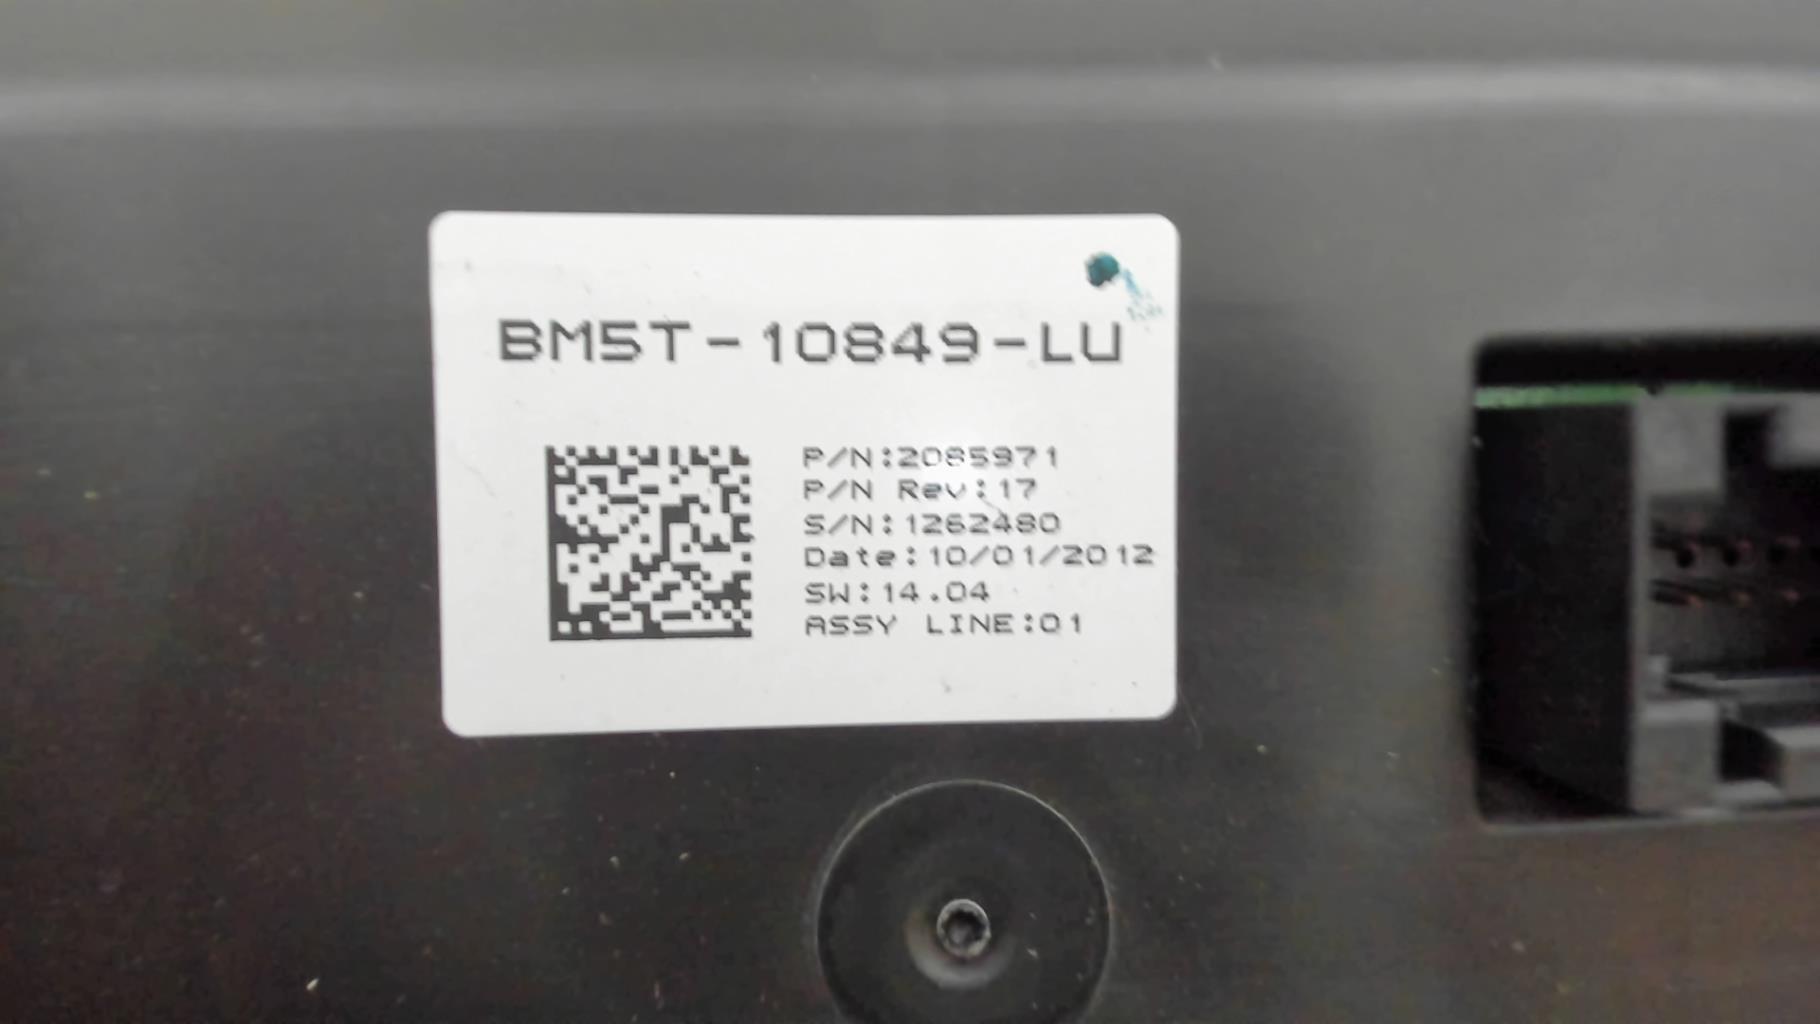 BM5T-10849-LU
P/N:2085971
P/N Rev:17
S/N:1262480
Date:10/01/2012
SW:14.04
ASSY LINE:01